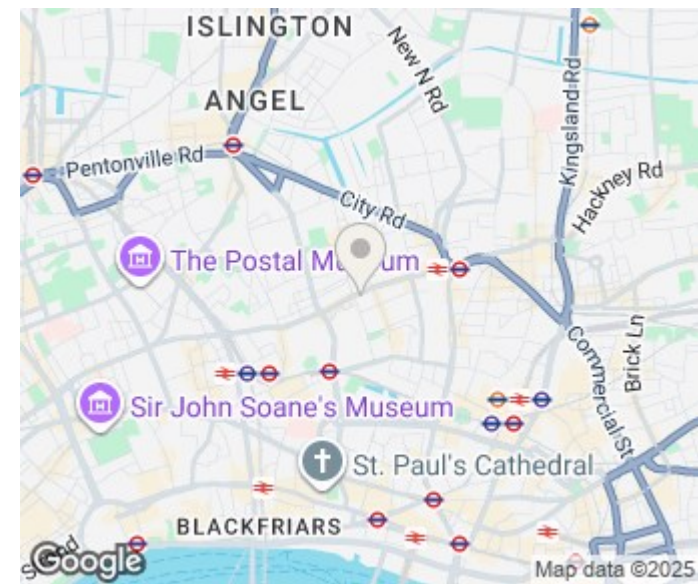 ISLINGTON
New N Rd
ANGEL
Kingsland Rd
Pentonville Rd
Hackney Rd
City Rd
The Postal Museum
Commercial St
Brick Ln
Sir John Soane's Museum
St. Paul's Cathedral
BLACKFRIARS
Strand
Google
Map data ©2025